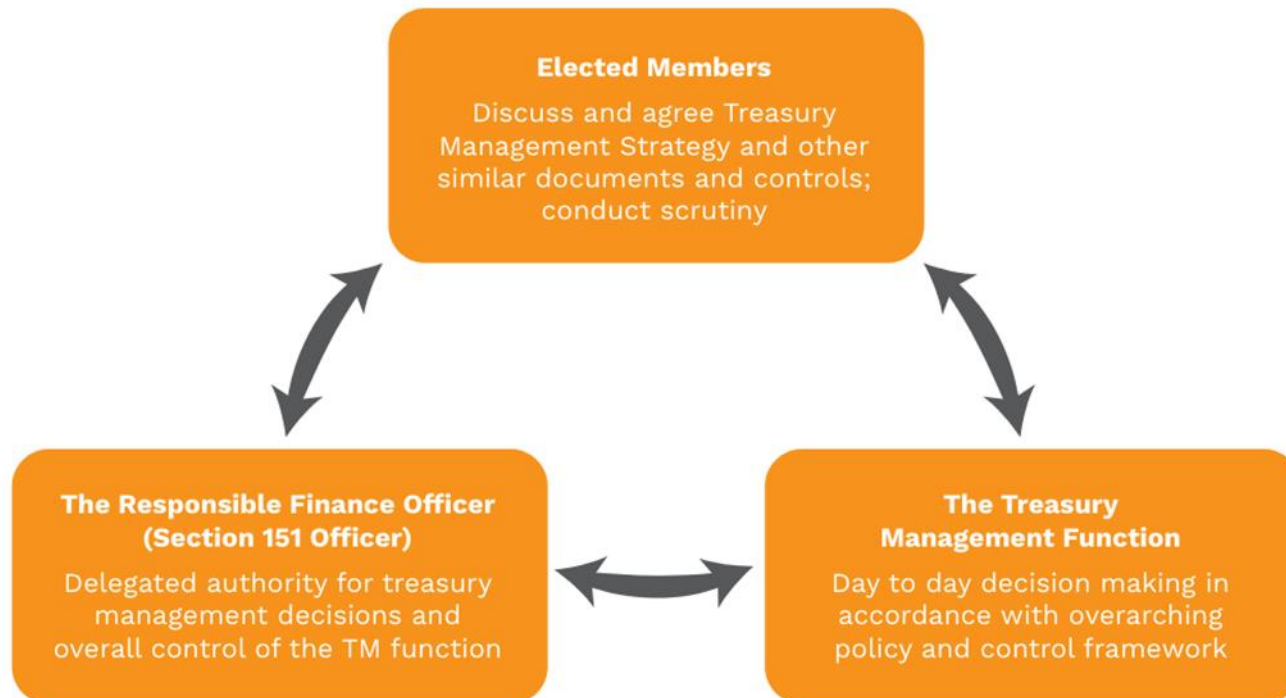 Elected Members
Discuss and agree Treasury
Management Strategy and other
similar documents and controls;
conduct scrutiny
The Responsible Finance Officer
(Section 151 Officer)
Delegated authority for treasury
management decisions and
overall control of the TM function
The Treasury
Management Function
Day to day decision making in
accordance with overarching
policy and control framework